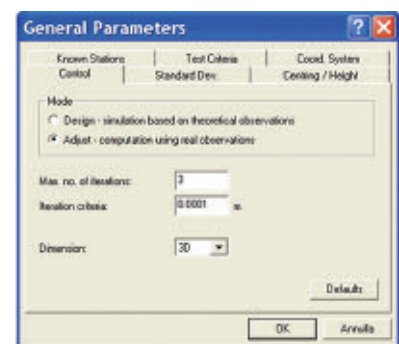 General Parameters
Known Stations Test Criteria Coord. System
Control Standard Dev. Centring / Height
Mode
Design - simulation based on theoretical observations
Adjust - computation using real observations
Max. no. of iterations: 3
Iteration criteria: 0.0001 m
Dimension: 3D
Defaults
OK Annulla